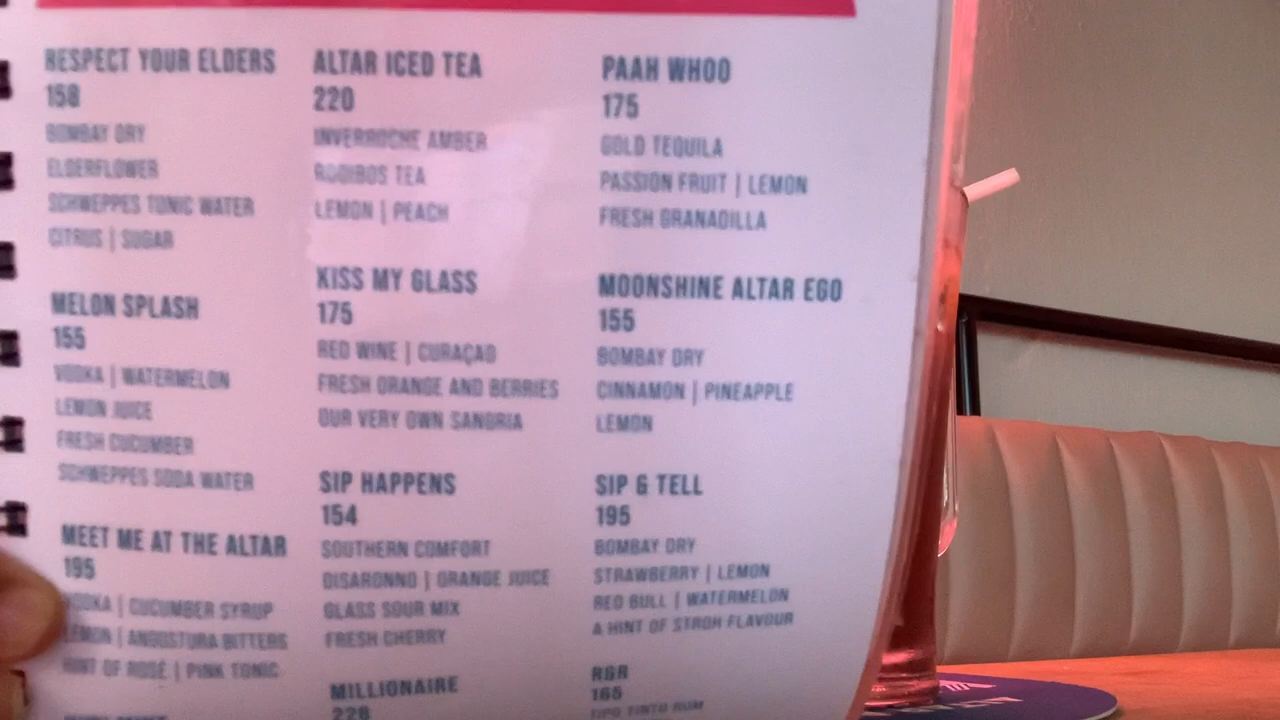 RESPECT YOUR ELDERS
158
BOMBAY DRY
ELDERFLOWER
SCHWEPPES TONIC WATER
CITRUS | SUGAR
MELON SPLASH
155
VODKA | WATERMELON
LEMON JUICE
FRESH CUCUMBER
SCHWEPPES SODA WATER
MEET ME AT THE ALTAR
195
VODKA | CUCUMBER SYRUP
LEMON | ANGOSTURA BITTERS
HINT OF ROSÉ | PINK TONIC
ALTAR ICED TEA
220
INVERROCHE AMBER
ROOIBOS TEA
LEMON | PEACH
KISS MY GLASS
175
RED WINE | CURAÇAO
FRESH ORANGE AND BERRIES
OUR VERY OWN SANGRIA
SIP HAPPENS
154
SOUTHERN COMFORT
DISARONNO | ORANGE JUICE
GLASS SOUR MIX
FRESH CHERRY
MILLIONAIRE
228
PAAH WHOO
175
GOLD TEQUILA
PASSION FRUIT | LEMON
FRESH GRANADILLA
MOONSHINE ALTAR EGO
155
BOMBAY DRY
CINNAMON | PINEAPPLE
LEMON
SIP & TELL
195
BOMBAY DRY
STRAWBERRY | LEMON
RED BULL | WATERMELON
A HINT OF STROH FLAVOUR
R&R
165
TIPO TINTO RUM